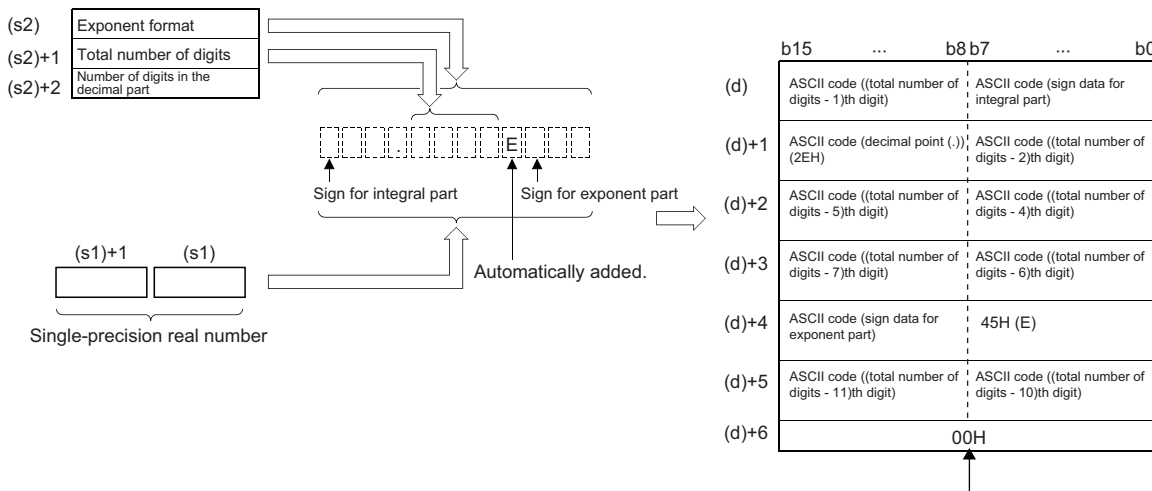 (s2)
Exponent format
(s2)+1
Total number of digits
(s2)+2
Number of digits in the
decimal part
.
E
Sign for integral part
Sign for exponent part
Automatically added.
(s1)+1
(s1)
Single-precision real number
b15 ... b8 b7 ... b0
(d)
ASCII code ((total number of
digits - 1)th digit)
ASCII code (sign data for
integral part)
(d)+1
ASCII code (decimal point (.))
(2EH)
ASCII code ((total number of
digits - 2)th digit)
(d)+2
ASCII code ((total number of
digits - 5)th digit)
ASCII code ((total number of
digits - 4)th digit)
(d)+3
ASCII code ((total number of
digits - 7)th digit)
ASCII code ((total number of
digits - 6)th digit)
(d)+4
ASCII code (sign data for
exponent part)
45H (E)
(d)+5
ASCII code ((total number of
digits - 11)th digit)
ASCII code ((total number of
digits - 10)th digit)
(d)+6
00H